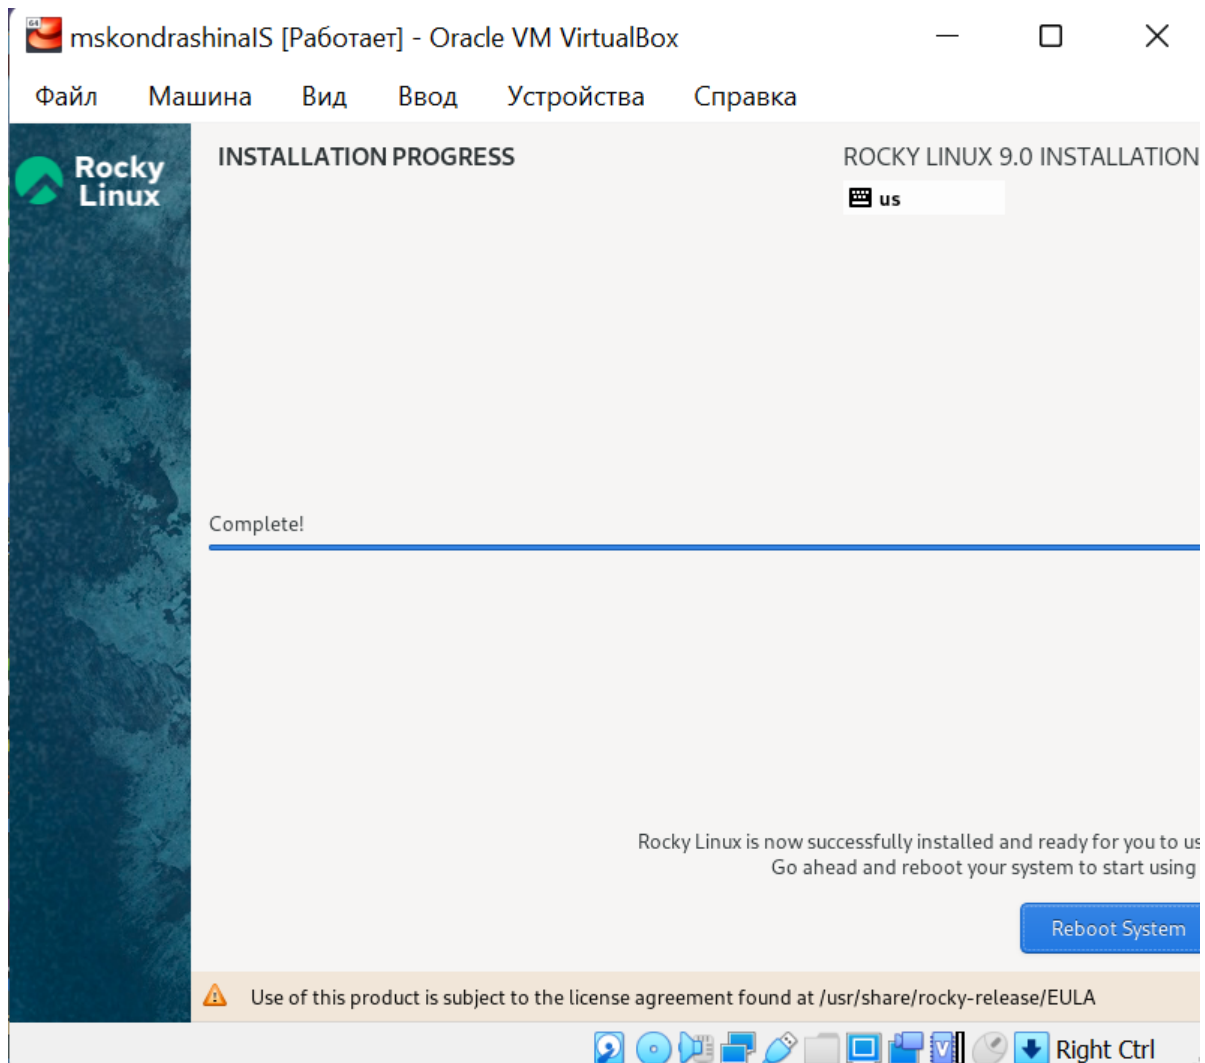 mskondrashinaIS [Работает] - Oracle VM VirtualBox
Файл Машина Вид Ввод Устройства Справка
Rocky
Linux
INSTALLATION PROGRESS
ROCKY LINUX 9.0 INSTALLATION
us
Complete!
Rocky Linux is now successfully installed and ready for you to us
Go ahead and reboot your system to start using
Reboot System
Use of this product is subject to the license agreement found at /usr/share/rocky-release/EULA
Right Ctrl